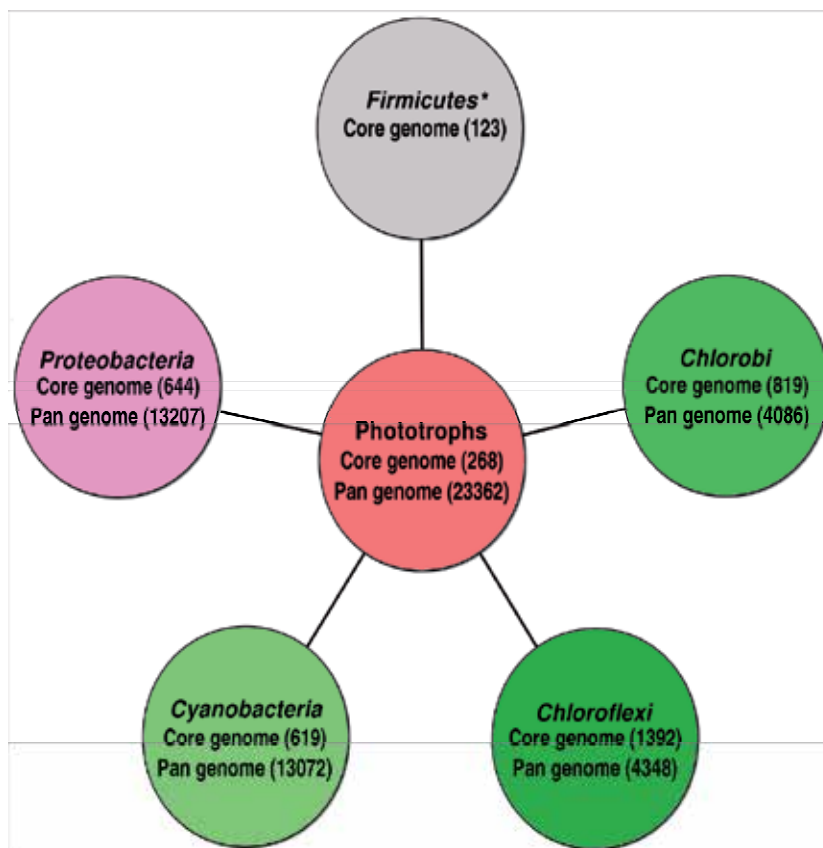 Firmicutes*
Core genome (123)
Proteobacteria
Core genome (644)
Pan genome (13207)
Chlorobi
Core genome (819)
Pan genome (4086)
Phototrophs
Core genome (268)
Pan genome (23362)
Cyanobacteria
Core genome (619)
Pan genome (13072)
Chloroflexi
Core genome (1392)
Pan genome (4348)